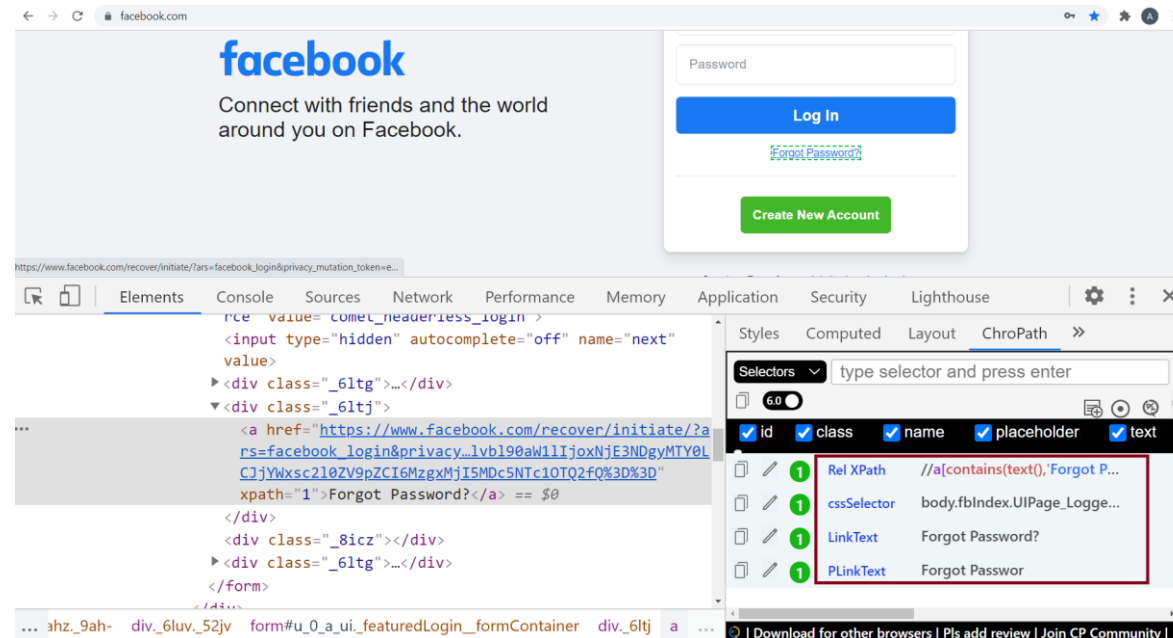 facebook.com
A
facebook
Password
Connect with friends and the world
around you on Facebook.
Log In
Forgot Password?
Create New Account
https://www.facebook.com/recover/initiate/?ars=facebook_login&privacy_mutation_token=e...
Elements Console Sources Network Performance Memory Application Security Lighthouse
rce" value="comet_headerless_login">
<input type="hidden" autocomplete="off" name="next"
value>
<div class="_6ltg">…</div>
<div class="_6ltj">
<a href="https://www.facebook.com/recover/initiate/?a
rs=facebook_login&privacy…lvbl90aW1lIjoxNjE3NDgyMTY0L
CJjYWxsc2l0ZV9pZCI6MzgxMjI5MDc5NTc1OTQ2fQ%3D%3D"
xpath="1">Forgot Password?</a> == $0
</div>
<div class="_8icz"></div>
<div class="_6ltg">…</div>
</form>
</div>
... ahz._9ah- div._6luv._52jv form#u_0_a_ui._featuredLogin__formContainer div._6ltj a ...
Styles Computed Layout ChroPath »
Selectors type selector and press enter
6.0
id class name placeholder text
1 Rel XPath //a[contains(text(),'Forgot P...
1 cssSelector body.fbIndex.UIPage_Logge...
1 LinkText Forgot Password?
1 PLinkText Forgot Passwor
| Download for other browsers | Pls add review | Join CP Community |